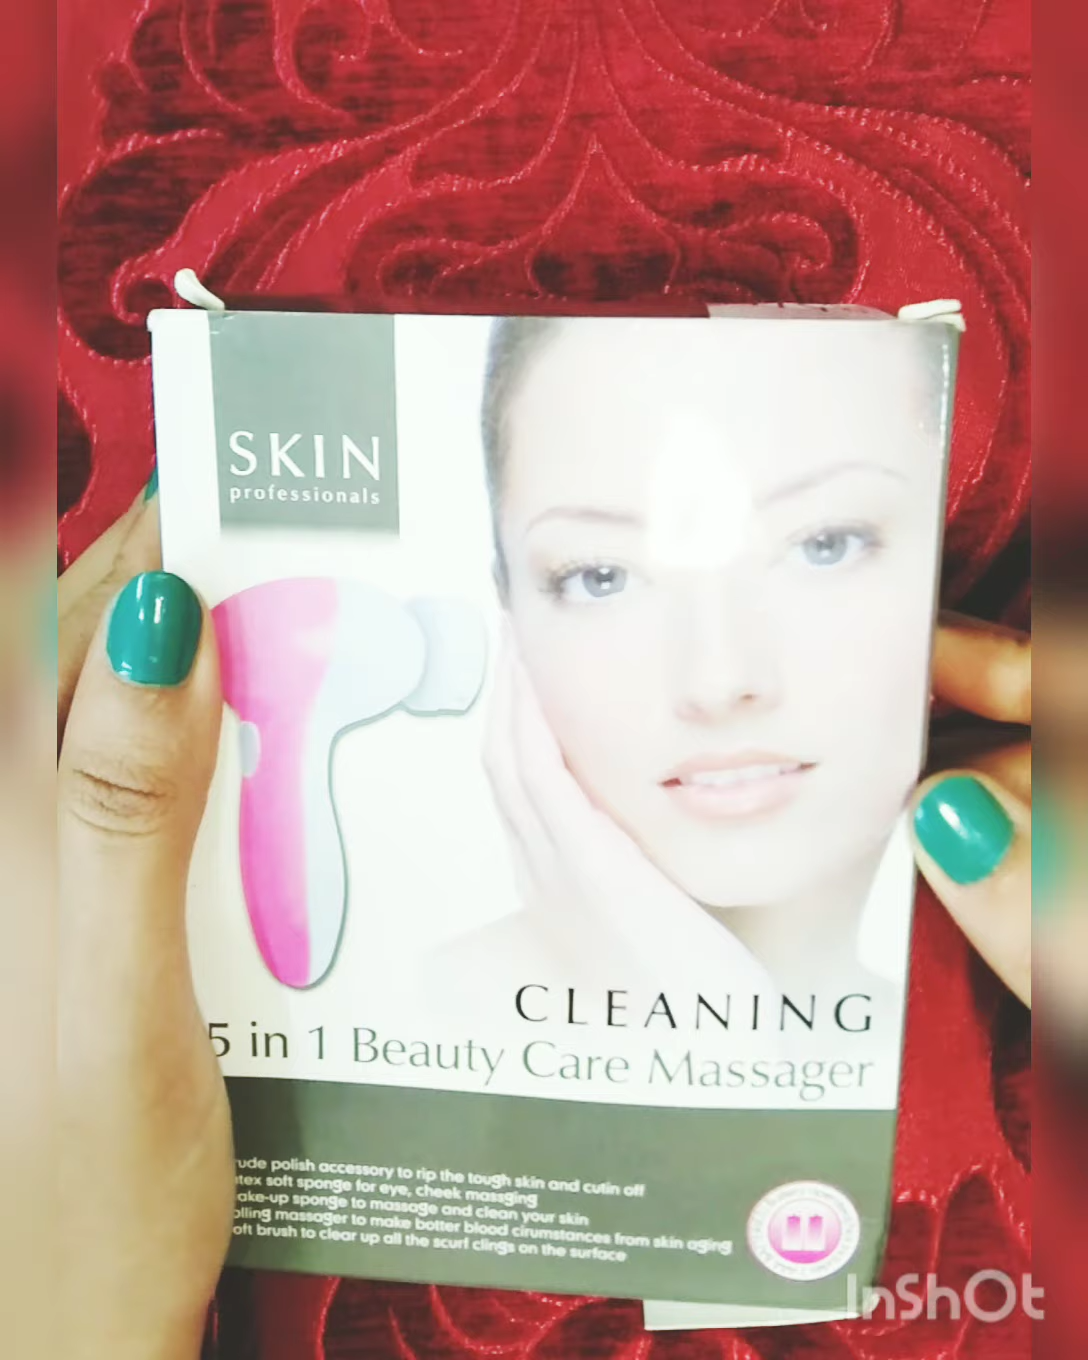 SKIN
professionals
CLEANING
5 in 1 Beauty Care Massager
ude polish accessory to rip the tough skin and cutin off
tex soft sponge for eye, cheek massging
ake-up sponge to massage and clean your skin
olling massager to make botter blood cirumstances from skin aging
oft brush to clear up all the scurf clings on the surface
InShOt